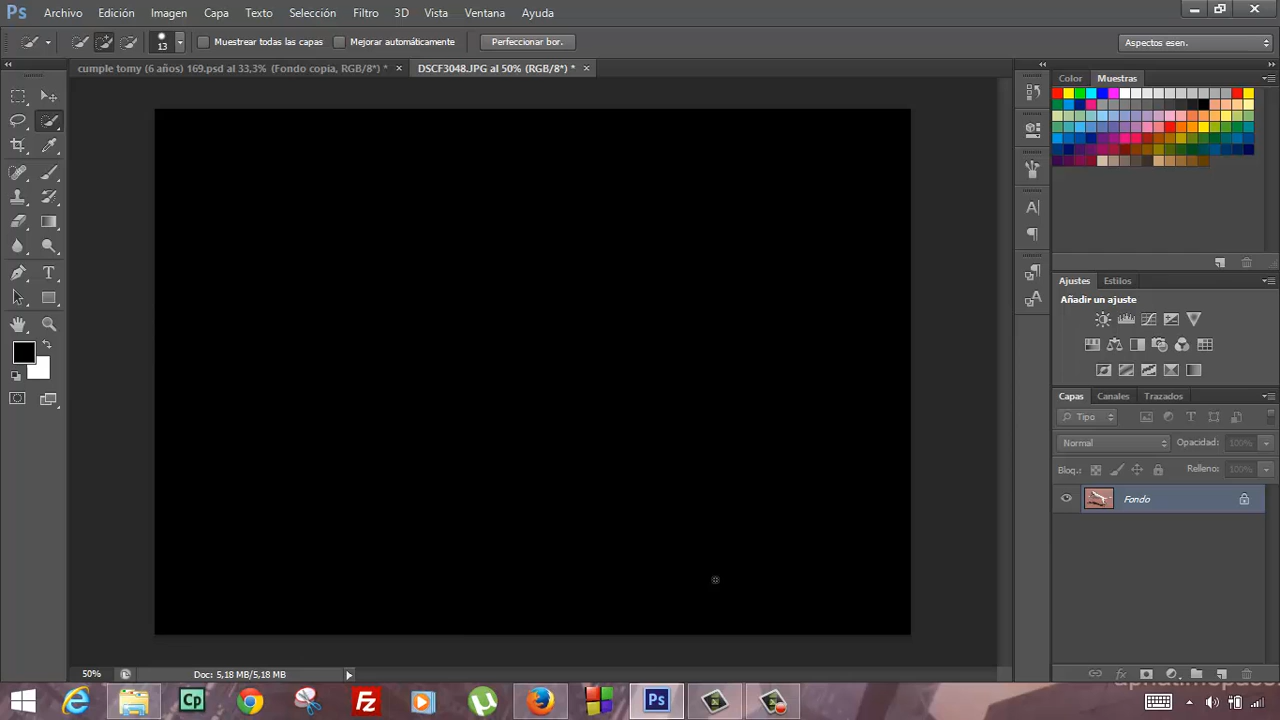 Ps Archivo Edición Imagen Capa Texto Selección Filtro 3D Vista Ventana Ayuda
13 Muestrear todas las capas Mejorar automáticamente Perfeccionar bor. Aspectos esen.
cumple tomy (6 años) 169.psd al 33,3% (Fondo copia, RGB/8*) * × DSCF3048.JPG al 50% (RGB/8*) * ×
Color Muestras
Ajustes Estilos
Añadir un ajuste
Capas Canales Trazados
Tipo
Normal Opacidad: 100%
Bloq.: Relleno: 100%
Fondo
50% Doc: 5,18 MB/5,18 MB
Cp Fz Ps